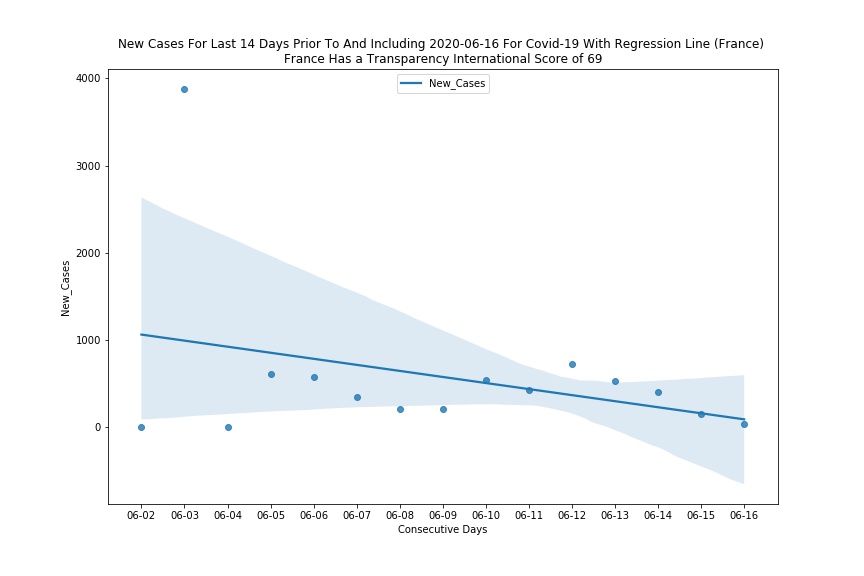 New Cases For Last 14 Days Prior To And Including 2020-06-16 For Covid-19 With Regression Line (France)
France Has a Transparency International Score of 69
New_Cases
4000
3000
2000
1000
0
New_Cases
06-02 06-03 06-04 06-05 06-06 06-07 06-08 06-09 06-10 06-11 06-12 06-13 06-14 06-15 06-16
Consecutive Days